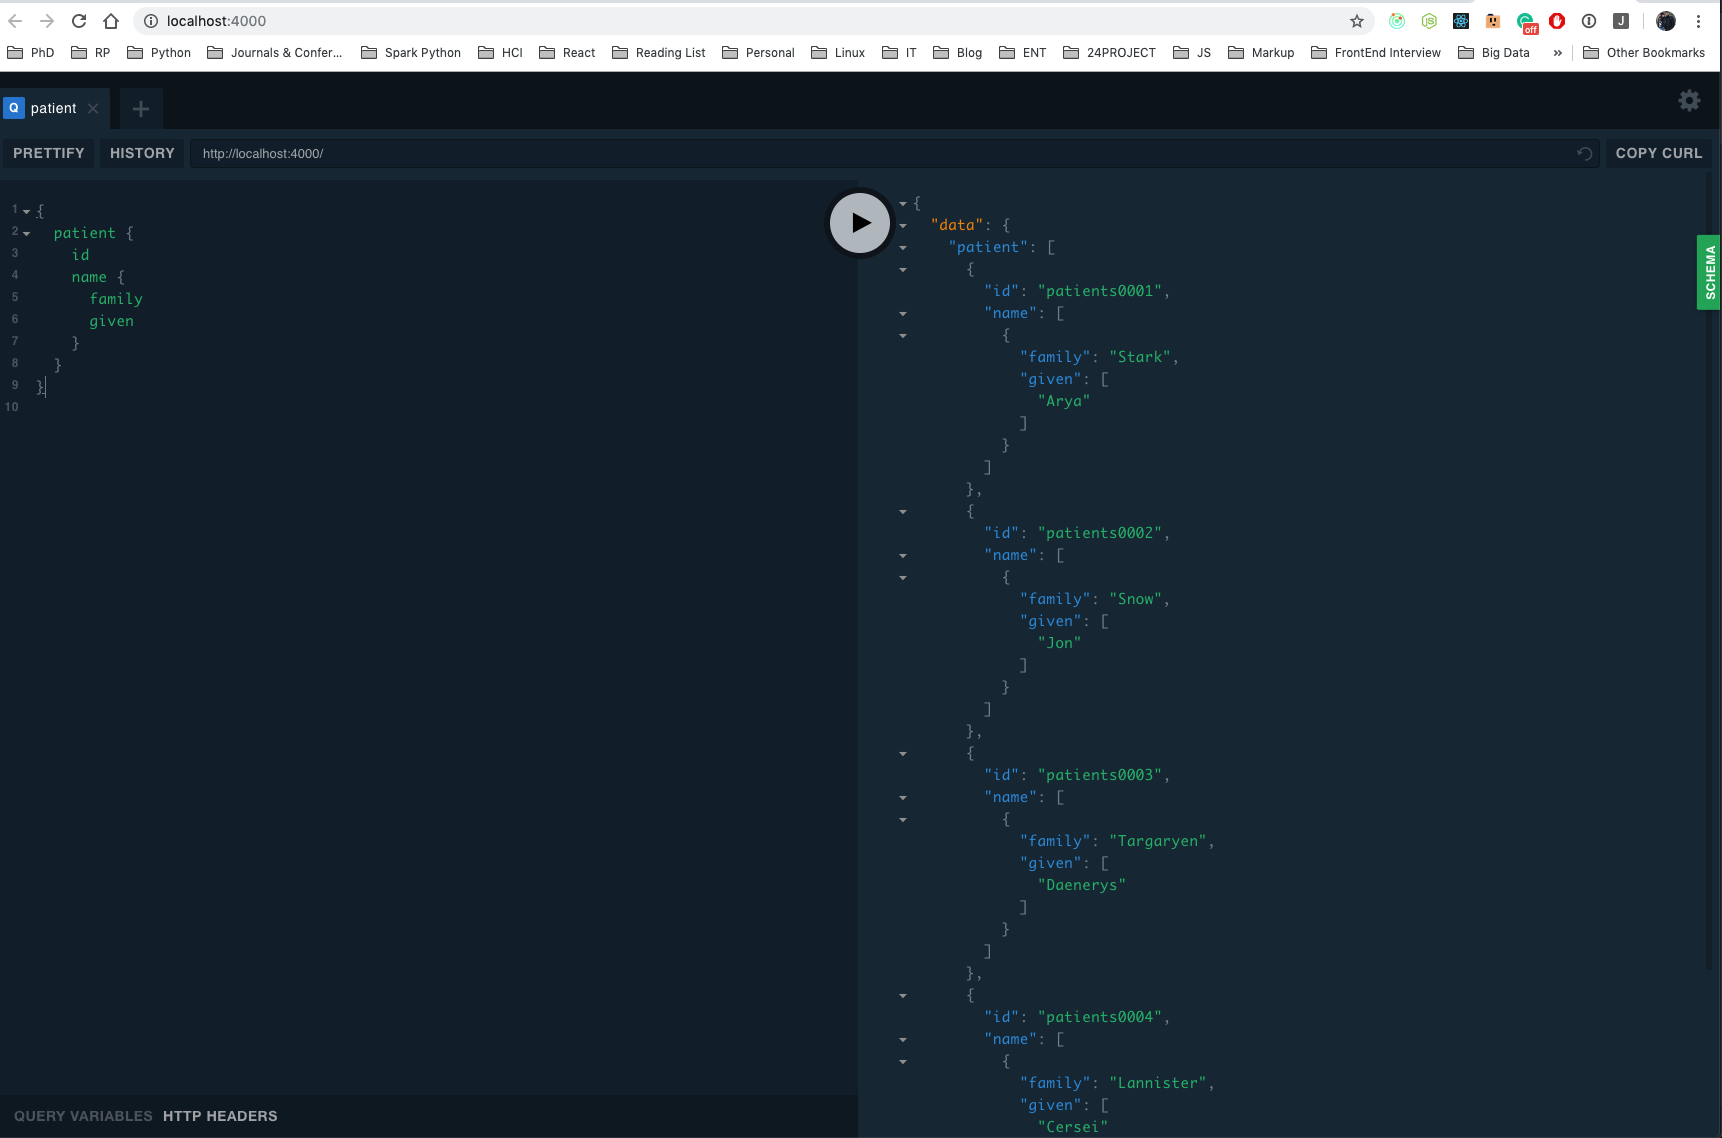 localhost:4000
off
J
PhD RP Python Journals & Confer... Spark Python HCI React Reading List Personal Linux IT Blog ENT 24PROJECT JS Markup FrontEnd Interview Big Data » Other Bookmarks
Q patient
PRETTIFY HISTORY http://localhost:4000/ COPY CURL
1 {
2 patient {
3 id
4 name {
5 family
6 given
7 }
8 }
9 }
10
QUERY VARIABLES HTTP HEADERS
{
"data": {
"patient": [
{
"id": "patients0001",
"name": [
{
"family": "Stark",
"given": [
"Arya"
]
}
]
},
{
"id": "patients0002",
"name": [
{
"family": "Snow",
"given": [
"Jon"
]
}
]
},
{
"id": "patients0003",
"name": [
{
"family": "Targaryen",
"given": [
"Daenerys"
]
}
]
},
{
"id": "patients0004",
"name": [
{
"family": "Lannister",
"given": [
"Cersei"
SCHEMA